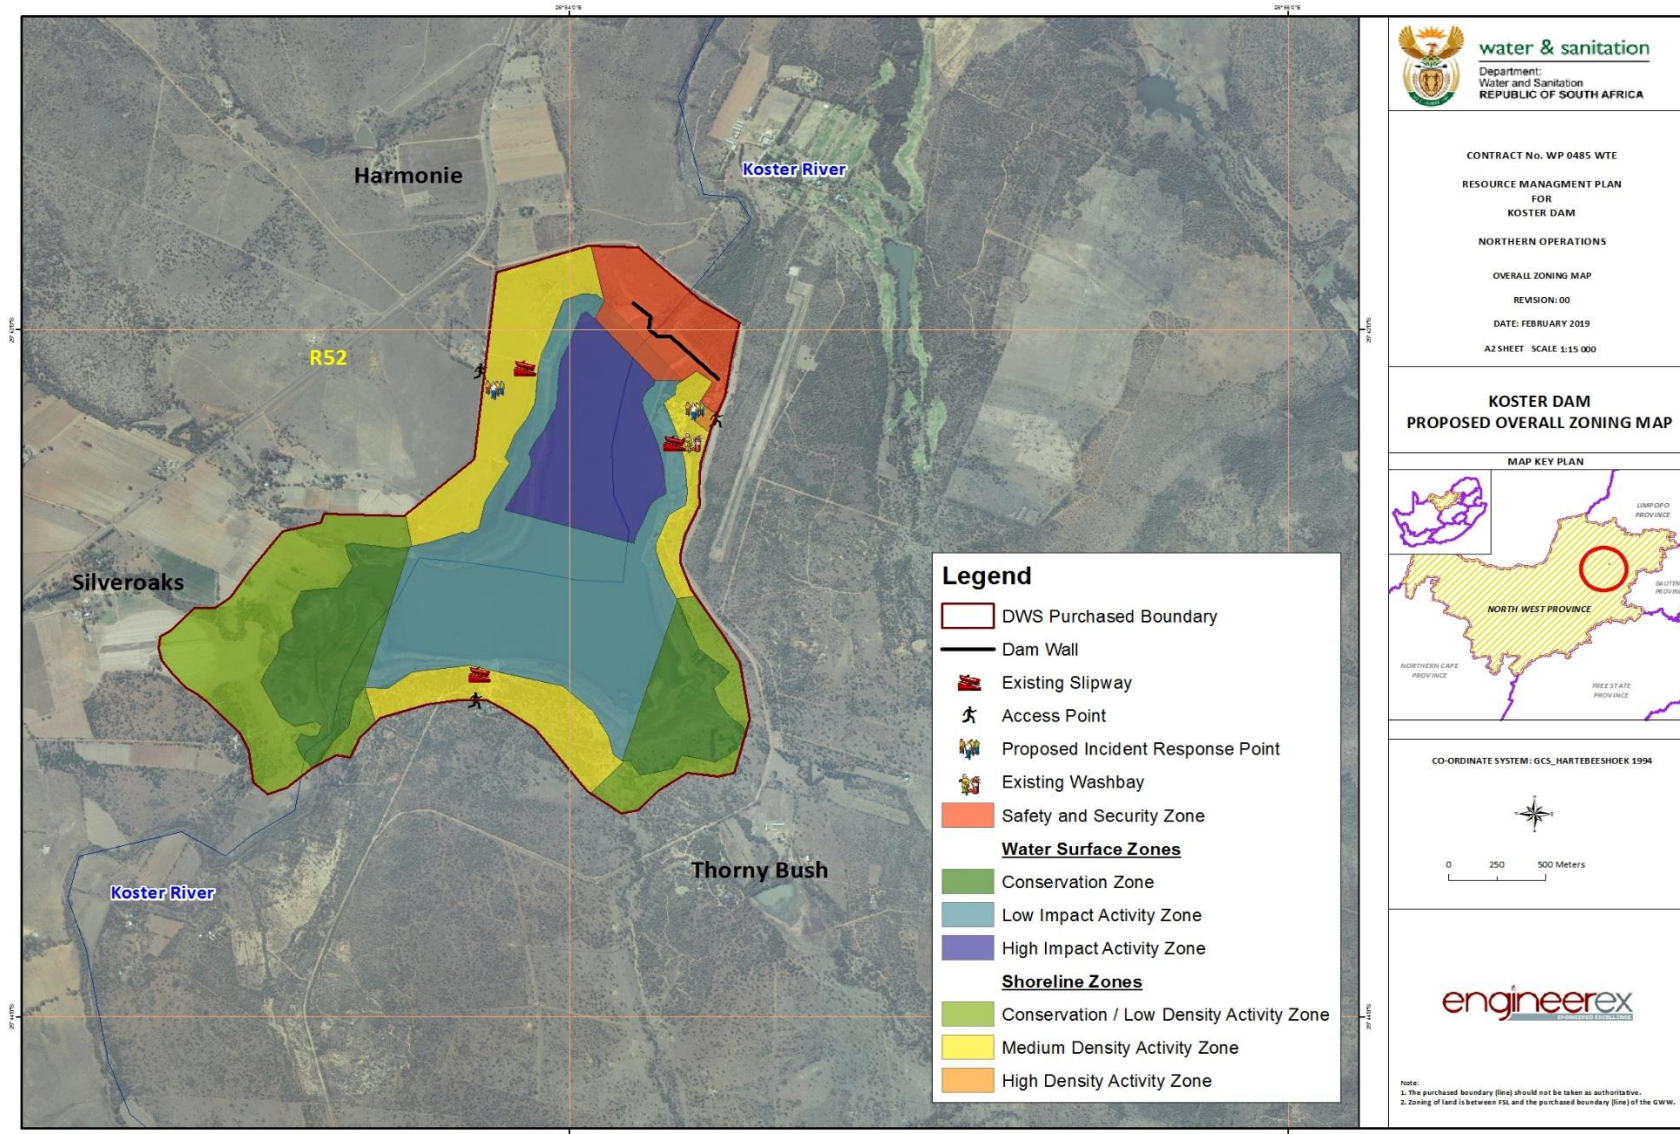 Harmonie
Koster River
R52
Silveroaks
Koster River
Thorny Bush
Legend
DWS Purchased Boundary
Dam Wall
Existing Slipway
Access Point
Proposed Incident Response Point
Existing Washbay
Safety and Security Zone
Water Surface Zones
Conservation Zone
Low Impact Activity Zone
High Impact Activity Zone
Shoreline Zones
Conservation / Low Density Activity Zone
Medium Density Activity Zone
High Density Activity Zone
water & sanitation
Department:
Water and Sanitation
REPUBLIC OF SOUTH AFRICA
CONTRACT No. WP 0485 WTE
RESOURCE MANAGMENT PLAN
FOR
KOSTER DAM
NORTHERN OPERATIONS
OVERALL ZONING MAP
REVISION: 00
DATE: FEBRUARY 2019
A2 SHEET SCALE 1:15 000
KOSTER DAM
PROPOSED OVERALL ZONING MAP
MAP KEY PLAN
LIMPOPO
PROVINCE
NORTH WEST PROVINCE
NORTHERN CAPE
PROVINCE
FREE STATE
PROVINCE
CO-ORDINATE SYSTEM: GCS_HARTEBEESHOEK 1994
0 250 500 Meters
engineerex
ENGINEERED EXCELLENCE
Note:
1. The purchased boundary (line) should not be taken as authoritative.
2. Zoning of land is between FSL and the purchased boundary (line) of the GWW.